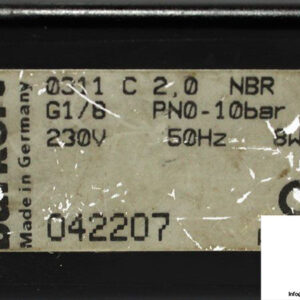 0311 C 2,0 NBR
G1/8 PN0-10bar
230V 50Hz 8W
Made in Germany
042207